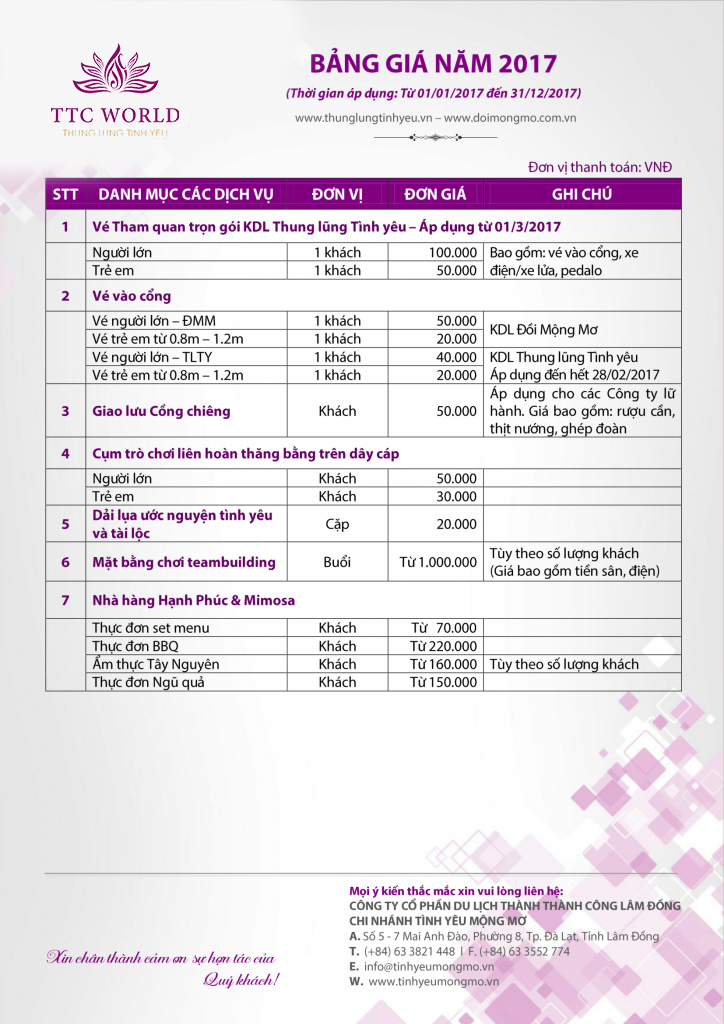 TTC WORLD
THUNG LUNG TINH YEU
BẢNG GIÁ NĂM 2017
(Thời gian áp dụng: Từ 01/01/2017 đến 31/12/2017)
www.thunglungtinhyeu.vn – www.doimongmo.com.vn
Đơn vị thanh toán: VNĐ
STT DANH MỤC CÁC DỊCH VỤ ĐƠN VỊ ĐƠN GIÁ GHI CHÚ
1 Vé Tham quan trọn gói KDL Thung lũng Tình yêu – Áp dụng từ 01/3/2017
Người lớn 1 khách 100.000 Bao gồm: vé vào cổng, xe
Trẻ em 1 khách 50.000 điện/xe lửa, pedalo
2 Vé vào cổng
Vé người lớn – ĐMM 1 khách 50.000
KDL Đồi Mộng Mơ
Vé trẻ em từ 0.8m – 1.2m 1 khách 20.000
Vé người lớn – TLTY 1 khách 40.000 KDL Thung lũng Tình yêu
Vé trẻ em từ 0.8m – 1.2m 1 khách 20.000 Áp dụng đến hết 28/02/2017
Áp dụng cho các Công ty lữ
3 Giao lưu Cồng chiêng Khách 50.000 hành. Giá bao gồm: rượu cần,
thịt nướng, ghép đoàn
4 Cụm trò chơi liên hoàn thăng bằng trên dây cáp
Người lớn Khách 50.000
Trẻ em Khách 30.000
5 Dải lụa ước nguyện tình yêu Cặp 20.000
và tài lộc
6 Mặt bằng chơi teambuilding Buổi Từ 1.000.000 Tùy theo số lượng khách
(Giá bao gồm tiền sân, điện)
7 Nhà hàng Hạnh Phúc & Mimosa
Thực đơn set menu Khách Từ 70.000
Thực đơn BBQ Khách Từ 220.000
Ẩm thực Tây Nguyên Khách Từ 160.000 Tùy theo số lượng khách
Thực đơn Ngũ quả Khách Từ 150.000
Mọi ý kiến thắc mắc xin vui lòng liên hệ:
CÔNG TY CỔ PHẦN DU LỊCH THÀNH THÀNH CÔNG LÂM ĐỒNG
CHI NHÁNH TÌNH YÊU MỘNG MƠ
A. Số 5 - 7 Mai Anh Đào, Phường 8, Tp. Đà Lạt, Tỉnh Lâm Đồng
T. (+84) 63 3821 448 | F. (+84) 63 3552 774
E. info@tinhyeumongmo.vn
W. www.tinhyeumongmo.vn
Xin chân thành cảm ơn sự hợp tác của
Quý khách!